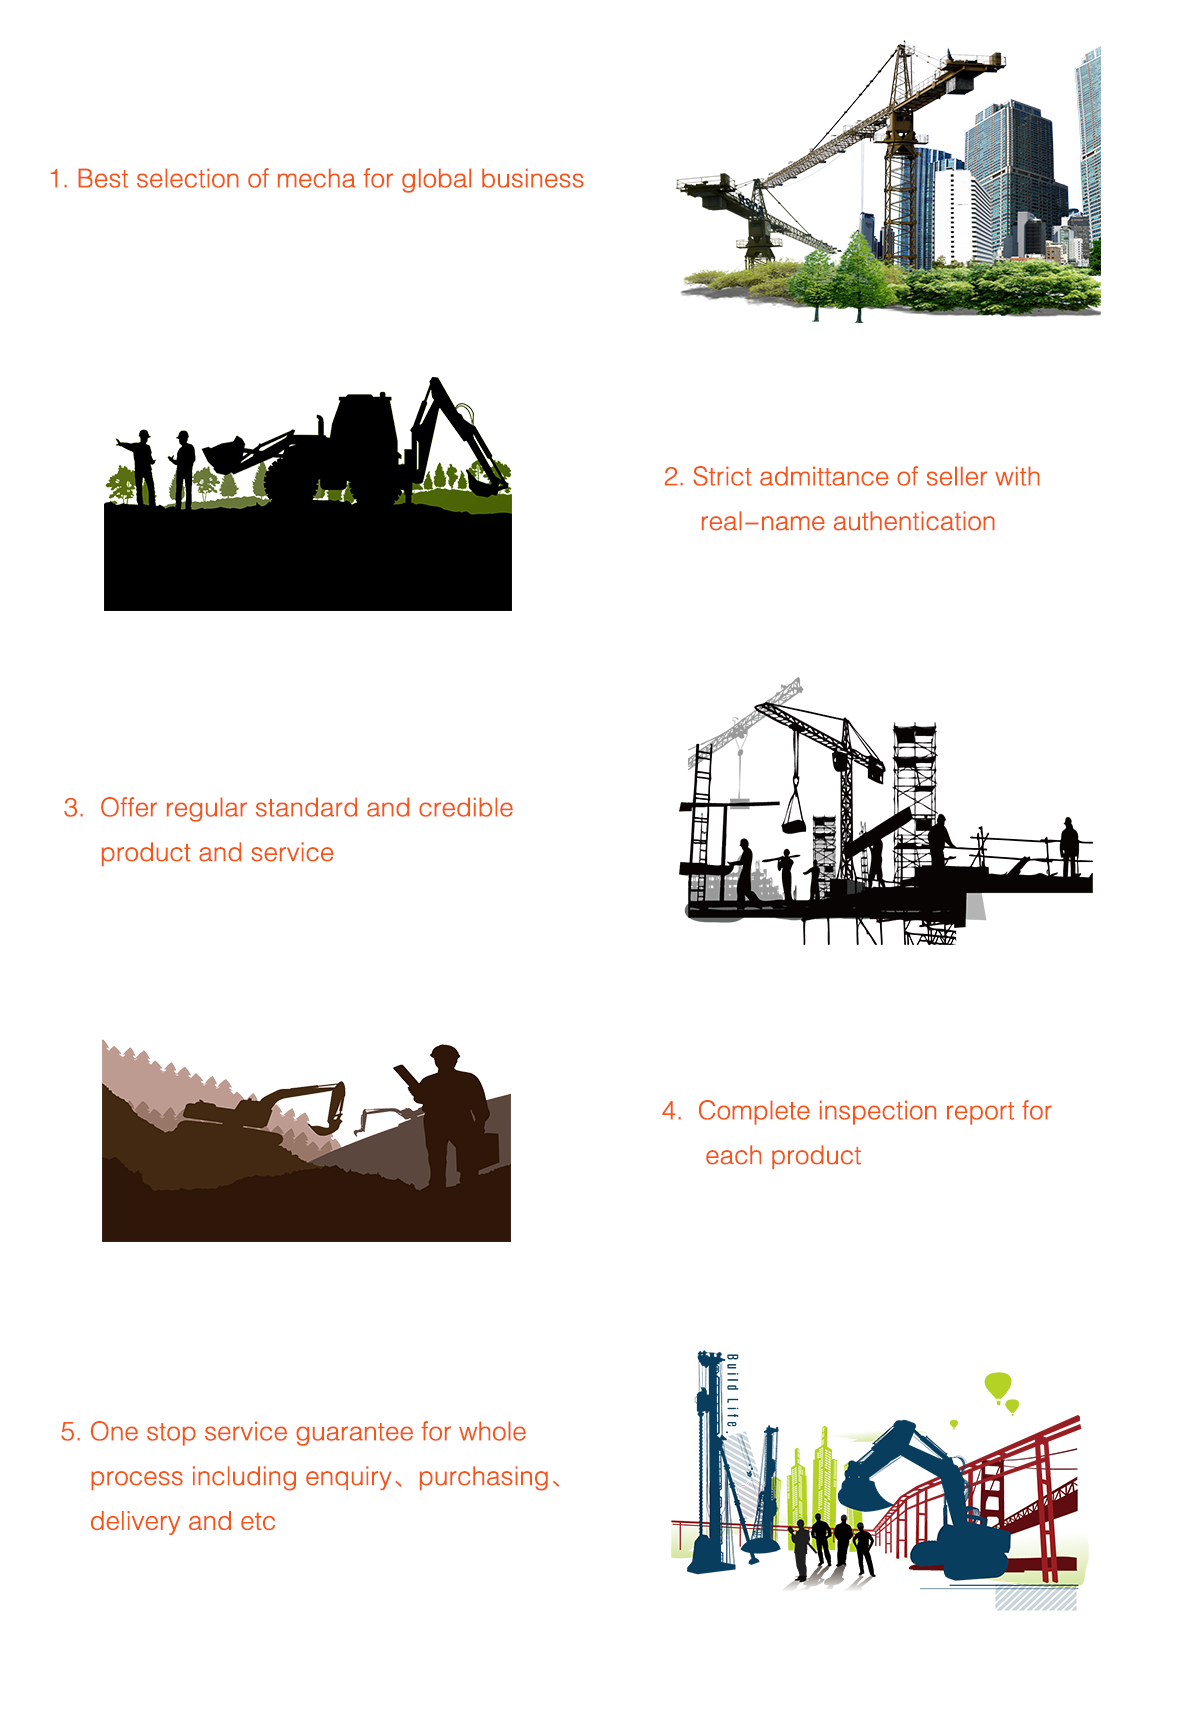 1. Best selection of mecha for global business
2. Strict admittance of seller with
real-name authentication
3. Offer regular standard and credible
product and service
4. Complete inspection report for
each product
Build Life.
5. One stop service guarantee for whole
process including enquiry、purchasing、
delivery and etc